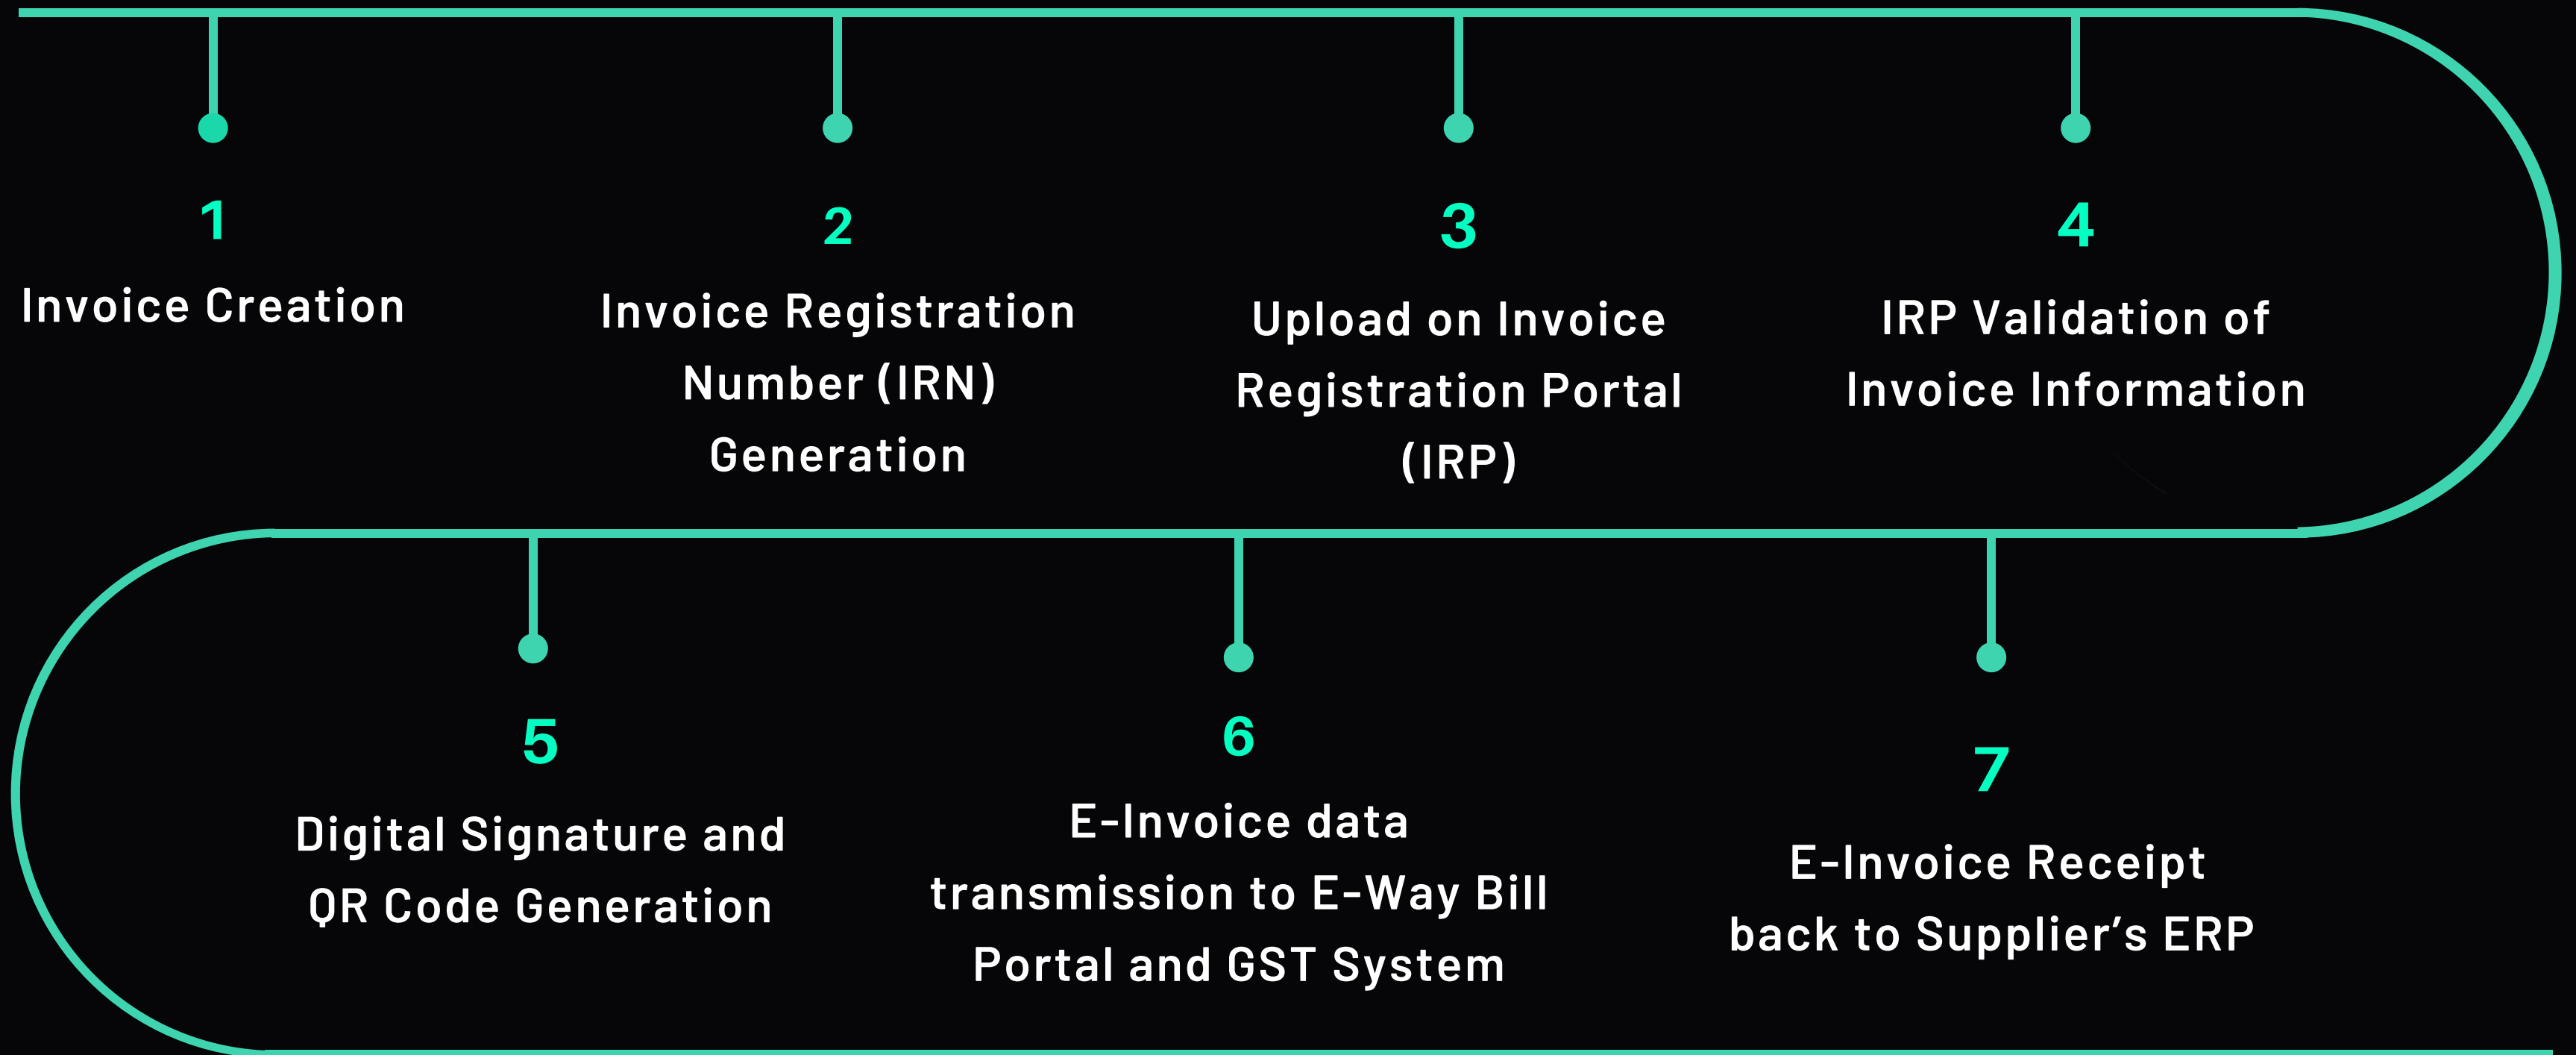 1
Invoice Creation
2
Invoice Registration
Number (IRN)
Generation
3
Upload on Invoice
Registration Portal
(IRP)
4
IRP Validation of
Invoice Information
5
Digital Signature and
QR Code Generation
6
E-Invoice data
transmission to E-Way Bill
Portal and GST System
7
E-Invoice Receipt
back to Supplier’s ERP